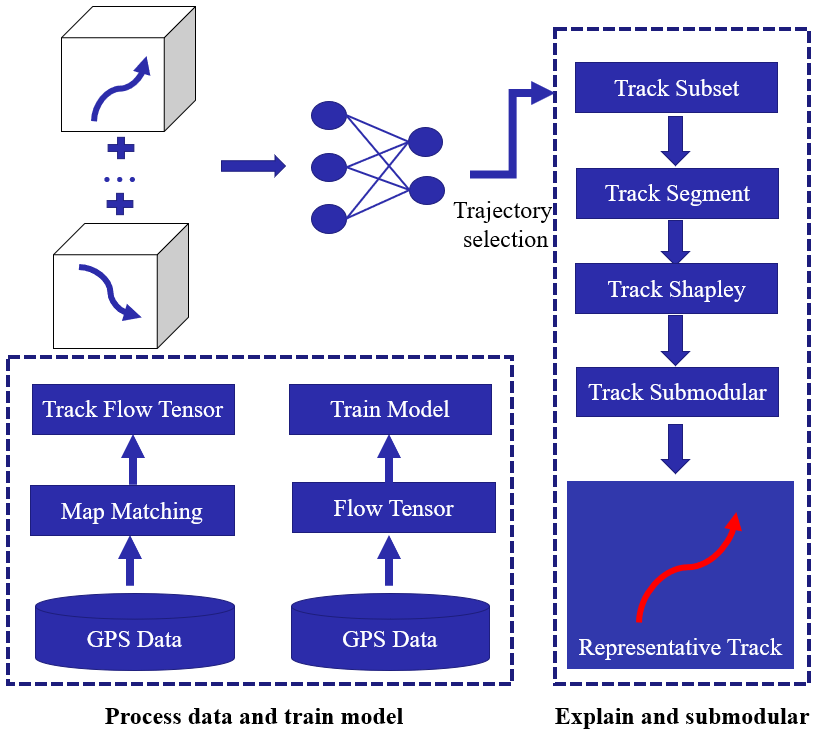 Trajectory
selection
Track Subset
Track Segment
Track Shapley
Track Submodular
Representative Track
Track Flow Tensor
Train Model
Map Matching
Flow Tensor
GPS Data
GPS Data
Process data and train model
Explain and submodular